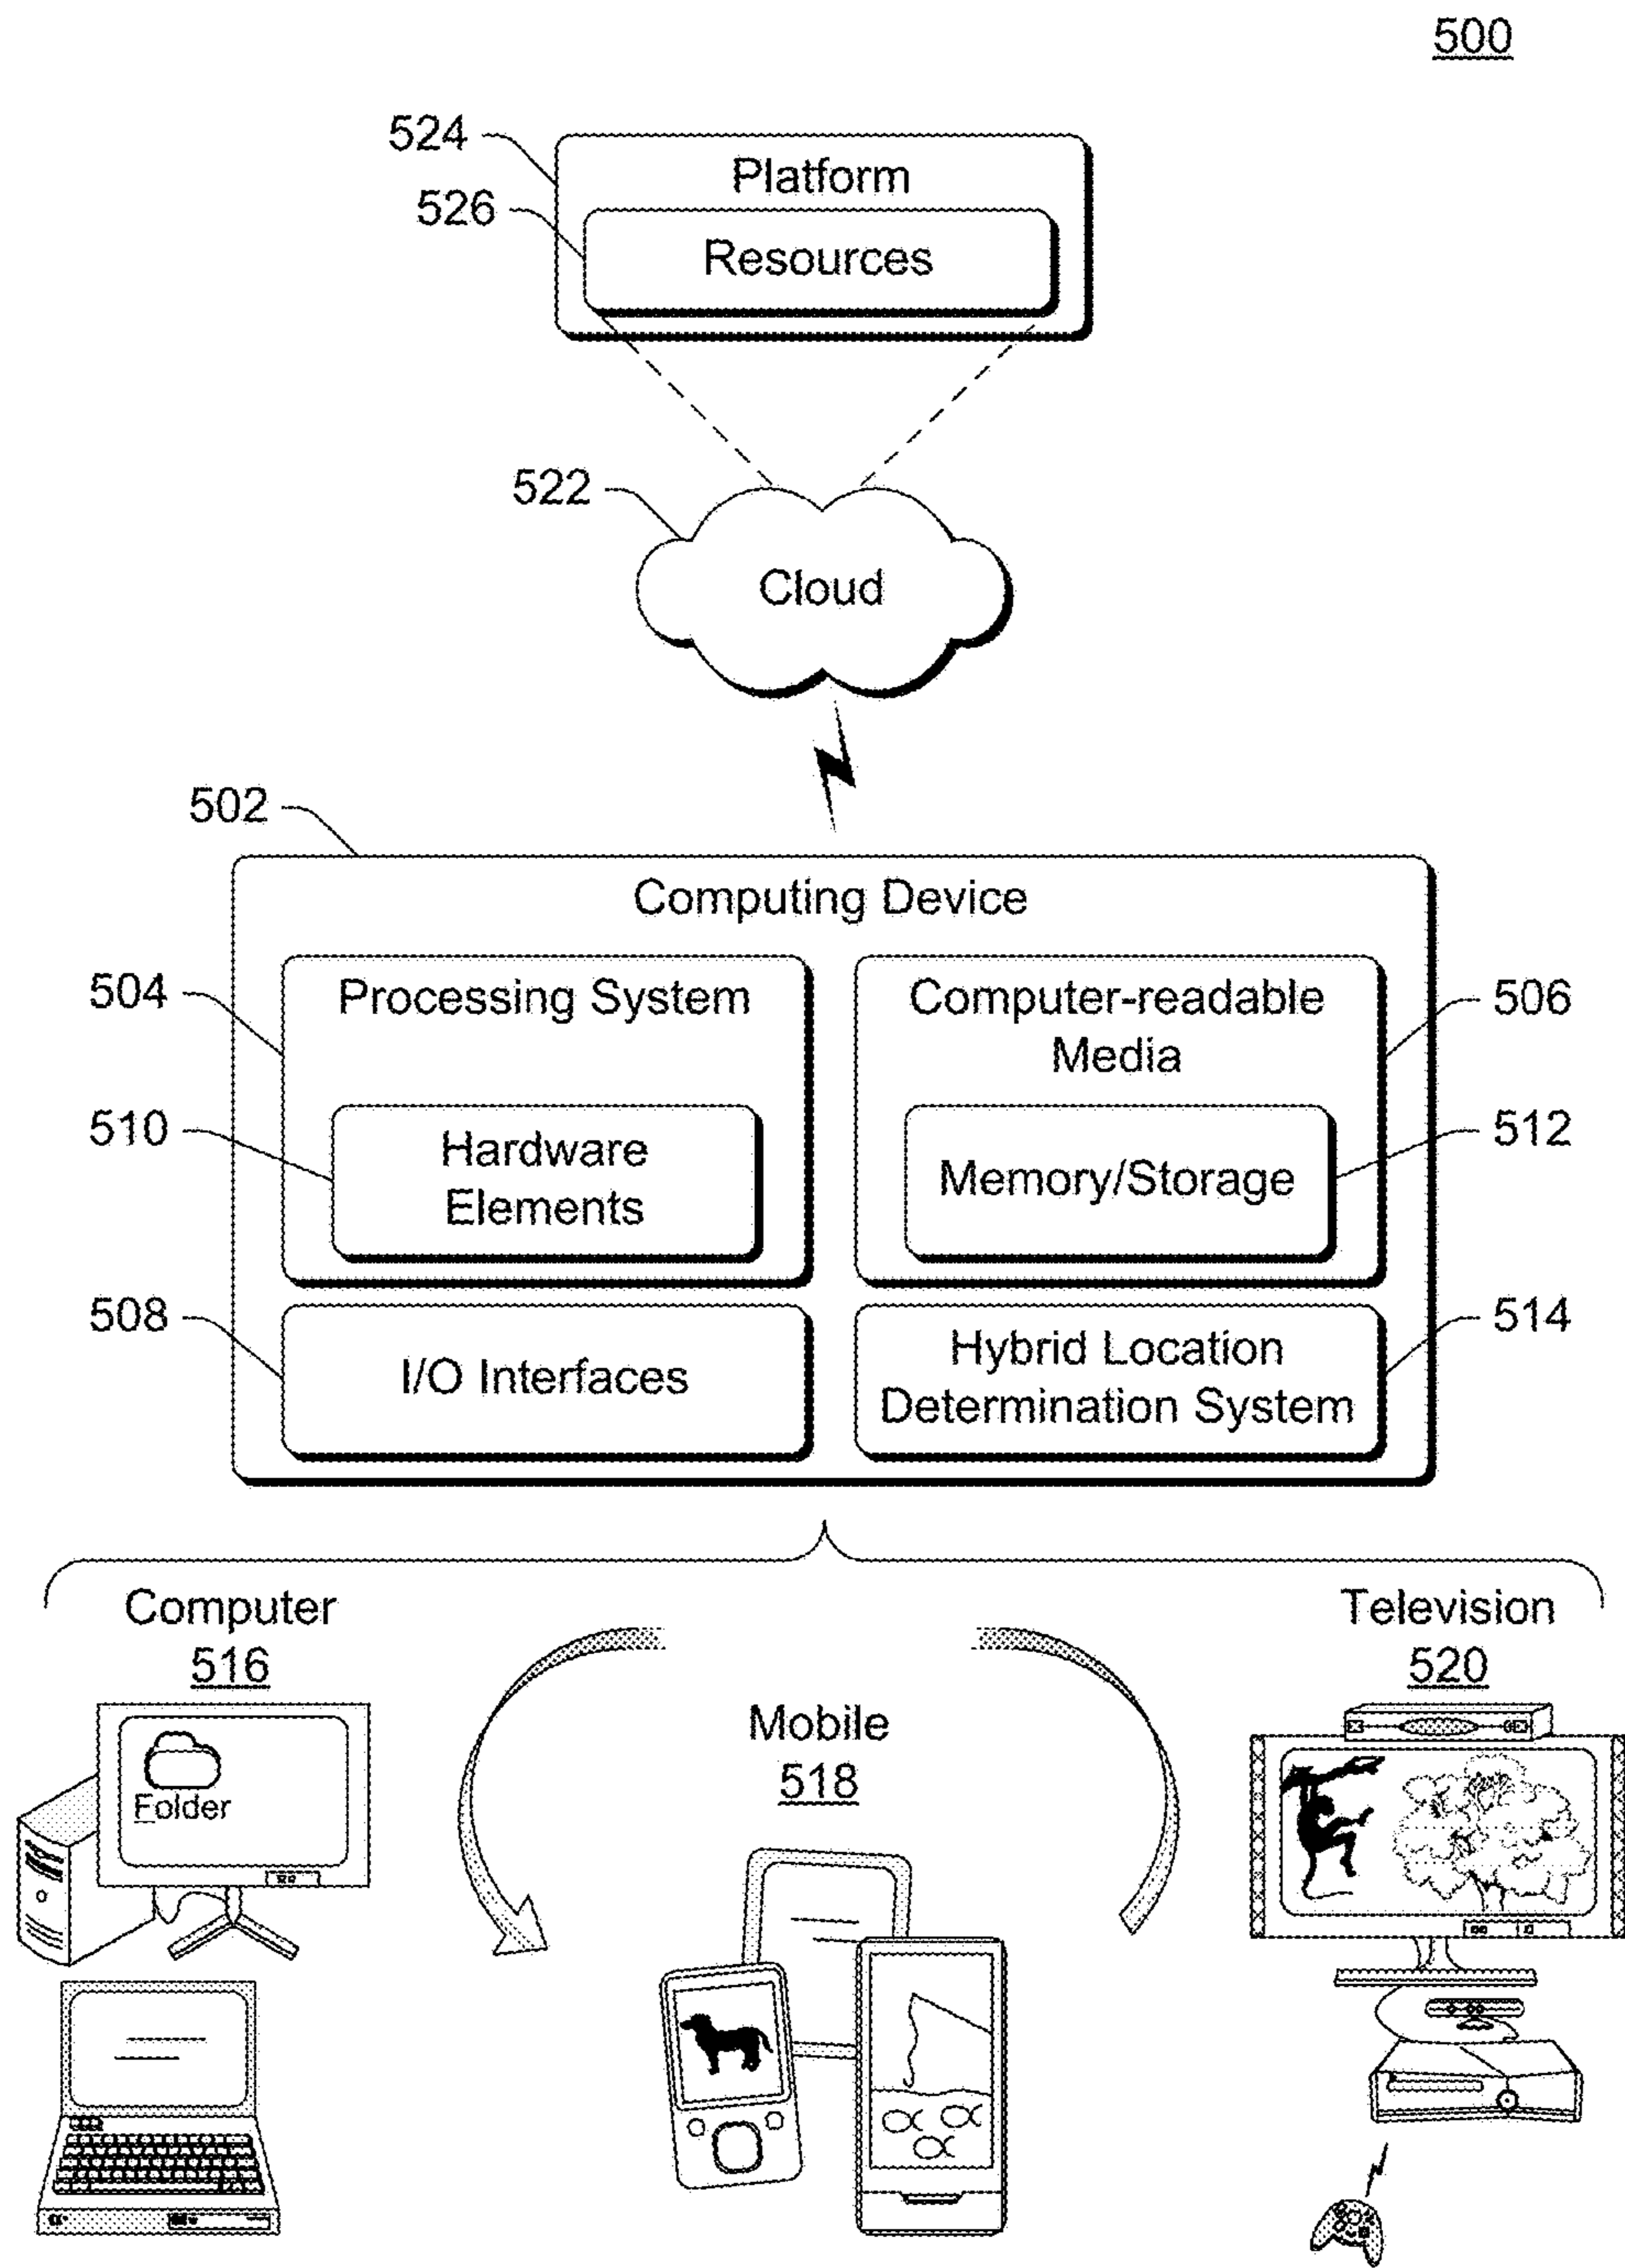 500
524
Platform
526
Resources
522
Cloud
502
Computing Device
504
Processing System
Computer-readable
Media
506
510
Hardware
Elements
Memory/Storage
512
508
I/O Interfaces
Hybrid Location
Determination System
514
Computer
516
Television
520
Mobile
518
Folder